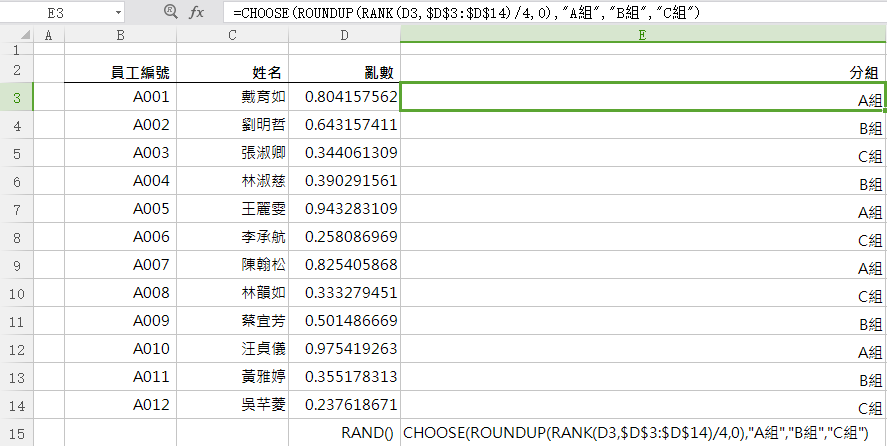 E3 fx =CHOOSE(ROUNDUP(RANK(D3,$D$3:$D$14)/4,0),"A組","B組","C組")
A B C D E
1
2 員工編號 姓名 亂數 分組
3 A001 戴育如 0.804157562 A組
4 A002 劉明哲 0.643157411 B組
5 A003 張淑卿 0.344061309 C組
6 A004 林淑慈 0.390291561 B組
7 A005 王麗雯 0.943283109 A組
8 A006 李承航 0.258086969 C組
9 A007 陳翰松 0.825405868 A組
10 A008 林韻如 0.333279451 C組
11 A009 蔡宜芳 0.501486669 B組
12 A010 汪貞儀 0.975419263 A組
13 A011 黃雅婷 0.355178313 B組
14 A012 吳芊菱 0.237618671 C組
15 RAND() CHOOSE(ROUNDUP(RANK(D3,$D$3:$D$14)/4,0),"A組","B組","C組")